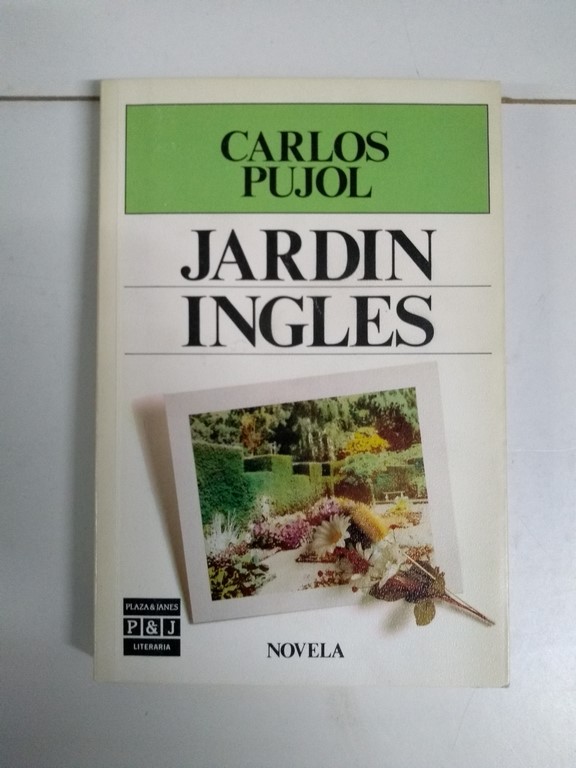 CARLOS
PUJOL
JARDIN
INGLES
PLAZA & JANES
P & J
LITERARIA
NOVELA